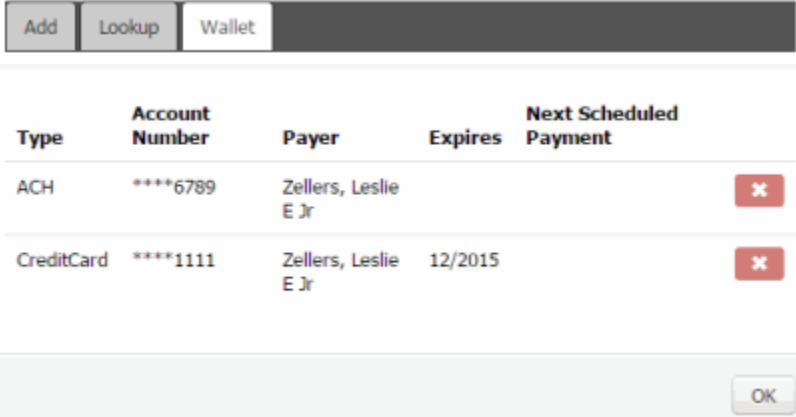 Add Lookup Wallet
Type Account Number Payer Expires Next Scheduled Payment
ACH ****6789 Zellers, Leslie E Jr
CreditCard ****1111 Zellers, Leslie E Jr 12/2015
OK